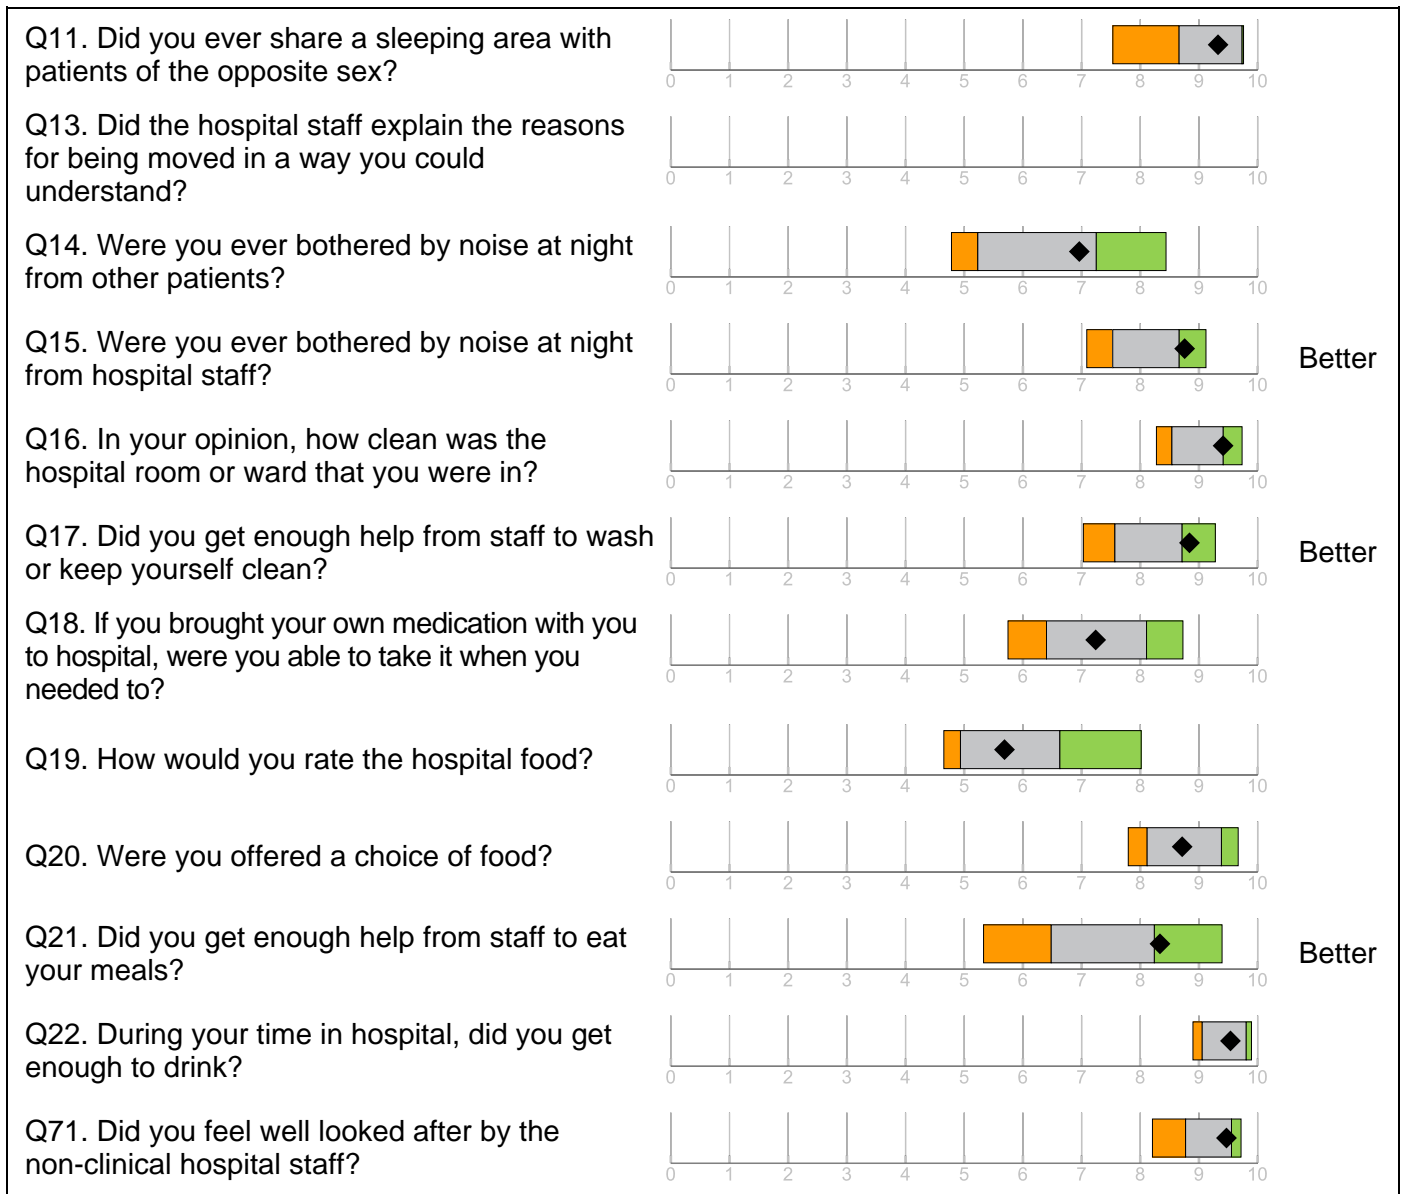 Q11. Did you ever share a sleeping area with
patients of the opposite sex?
0 1 2 3 4 5 6 7 8 9 10
Q13. Did the hospital staff explain the reasons
for being moved in a way you could
understand?
0 1 2 3 4 5 6 7 8 9 10
Q14. Were you ever bothered by noise at night
from other patients?
0 1 2 3 4 5 6 7 8 9 10
Q15. Were you ever bothered by noise at night
from hospital staff?
0 1 2 3 4 5 6 7 8 9 10
Better
Q16. In your opinion, how clean was the
hospital room or ward that you were in?
0 1 2 3 4 5 6 7 8 9 10
Q17. Did you get enough help from staff to wash
or keep yourself clean?
0 1 2 3 4 5 6 7 8 9 10
Better
Q18. If you brought your own medication with you
to hospital, were you able to take it when you
needed to?
0 1 2 3 4 5 6 7 8 9 10
Q19. How would you rate the hospital food?
0 1 2 3 4 5 6 7 8 9 10
Q20. Were you offered a choice of food?
0 1 2 3 4 5 6 7 8 9 10
Q21. Did you get enough help from staff to eat
your meals?
0 1 2 3 4 5 6 7 8 9 10
Better
Q22. During your time in hospital, did you get
enough to drink?
0 1 2 3 4 5 6 7 8 9 10
Q71. Did you feel well looked after by the
non-clinical hospital staff?
0 1 2 3 4 5 6 7 8 9 10